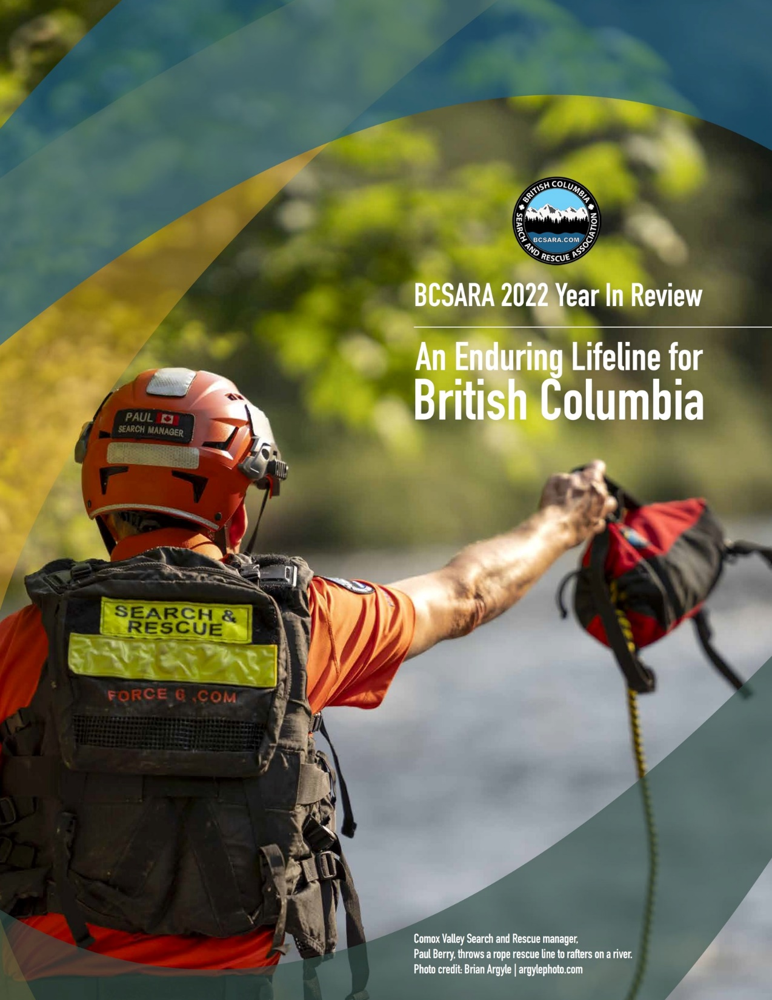 BRITISH COLUMBIA
SEARCH AND RESCUE ASSOCIATION
BCSARA.COM
BCSARA 2022 Year In Review
An Enduring Lifeline for
British Columbia
PAUL
SEARCH MANAGER
SEARCH &
RESCUE
FORCE 6 .COM
Comox Valley Search and Rescue manager,
Paul Berry, throws a rope rescue line to rafters on a river.
Photo credit: Brian Argyle | argylephoto.com